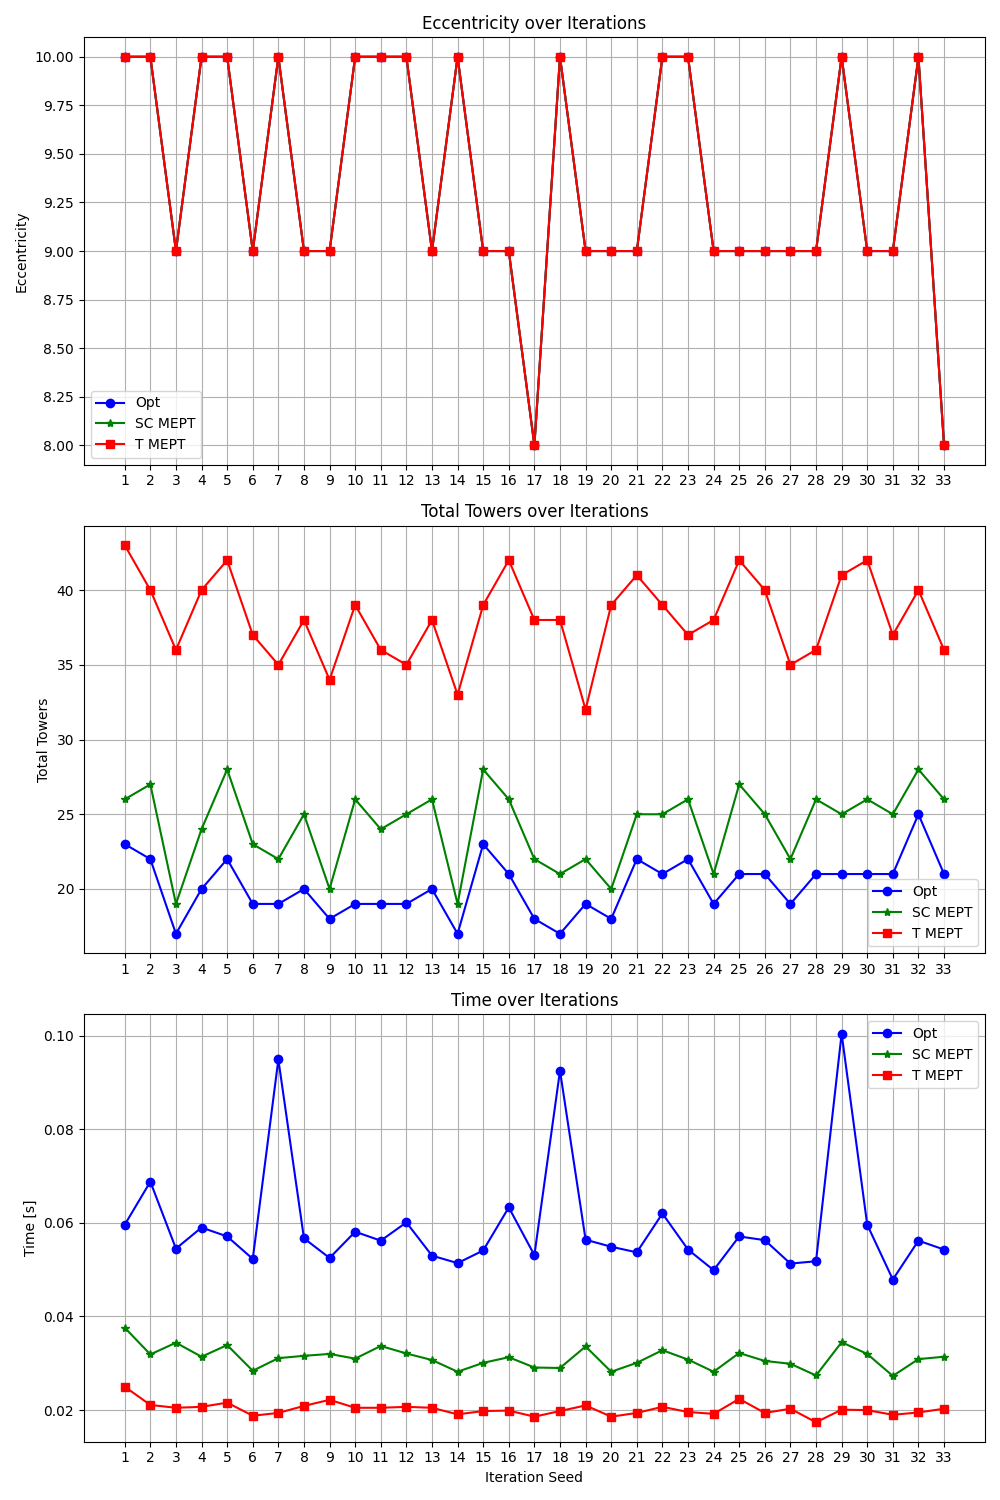 Eccentricity over Iterations
Eccentricity
10.00
9.75
9.50
9.25
9.00
8.75
8.50
8.25
8.00
Opt
SC MEPT
T MEPT
1 2 3 4 5 6 7 8 9 10 11 12 13 14 15 16 17 18 19 20 21 22 23 24 25 26 27 28 29 30 31 32 33
Total Towers over Iterations
Total Towers
40
35
30
25
20
Opt
SC MEPT
T MEPT
1 2 3 4 5 6 7 8 9 10 11 12 13 14 15 16 17 18 19 20 21 22 23 24 25 26 27 28 29 30 31 32 33
Time over Iterations
Time [s]
0.10
0.08
0.06
0.04
0.02
Opt
SC MEPT
T MEPT
1 2 3 4 5 6 7 8 9 10 11 12 13 14 15 16 17 18 19 20 21 22 23 24 25 26 27 28 29 30 31 32 33
Iteration Seed